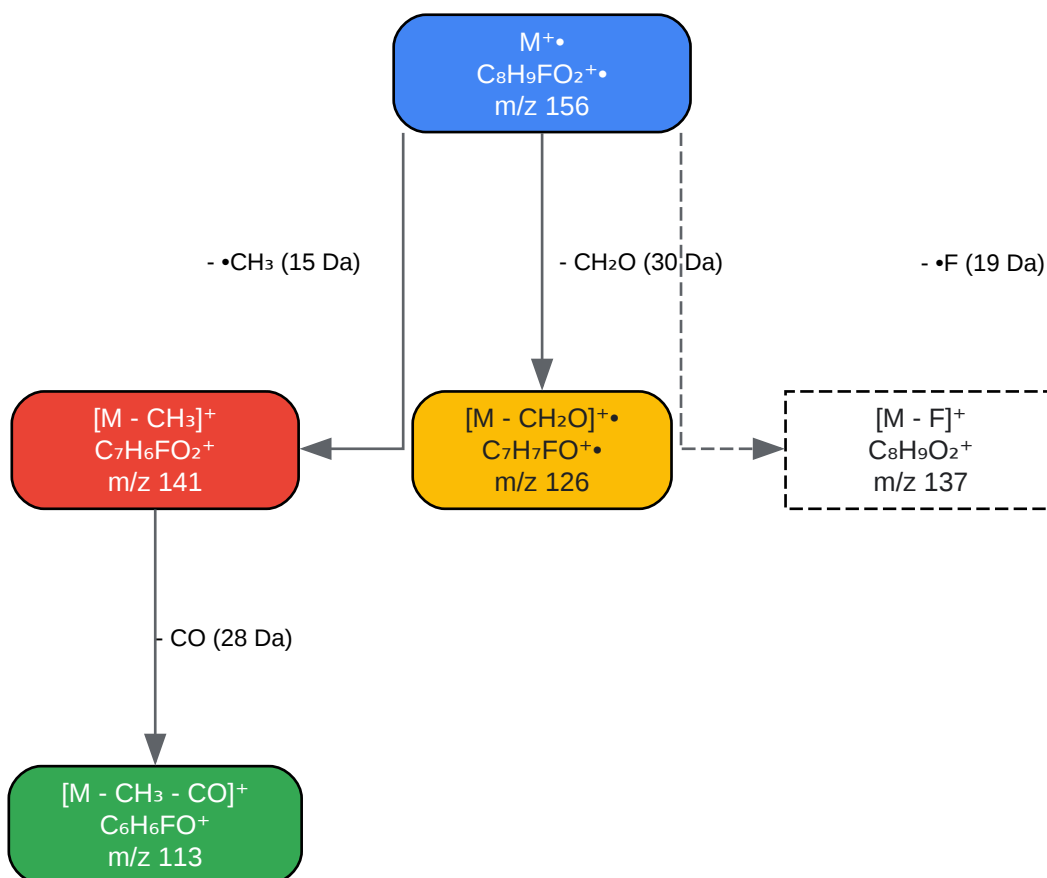 M⁺•
C₈H₉FO₂⁺•
m/z 156
- •CH₃ (15 Da)
- CH₂O (30 Da)
- •F (19 Da)
[M - CH₃]⁺
C₇H₆FO₂⁺
m/z 141
[M - CH₂O]⁺•
C₇H₇FO⁺•
m/z 126
[M - F]⁺
C₈H₉O₂⁺
m/z 137
- CO (28 Da)
[M - CH₃ - CO]⁺
C₆H₆FO⁺
m/z 113